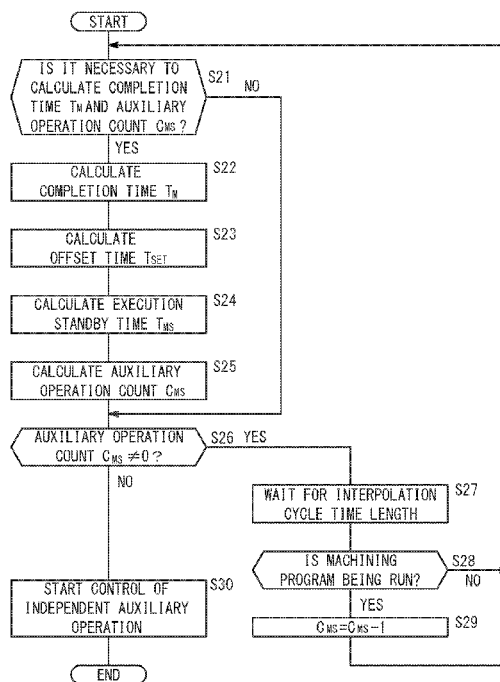 START
IS IT NECESSARY TO
CALCULATE COMPLETION
TIME TM AND AUXILIARY
OPERATION COUNT CMS?
S21
NO
YES
CALCULATE
COMPLETION TIME TM
S22
CALCULATE
OFFSET TIME TSET
S23
CALCULATE EXECUTION
STANDBY TIME TMS
S24
CALCULATE AUXILIARY
OPERATION COUNT CMS
S25
AUXILIARY OPERATION
COUNT CMS ≠0?
S26
YES
NO
WAIT FOR INTERPOLATION
CYCLE TIME LENGTH
S27
IS MACHINING
PROGRAM BEING RUN?
S28
NO
YES
CMS=CMS-1
S29
START CONTROL OF
INDEPENDENT AUXILIARY
OPERATION
S30
END